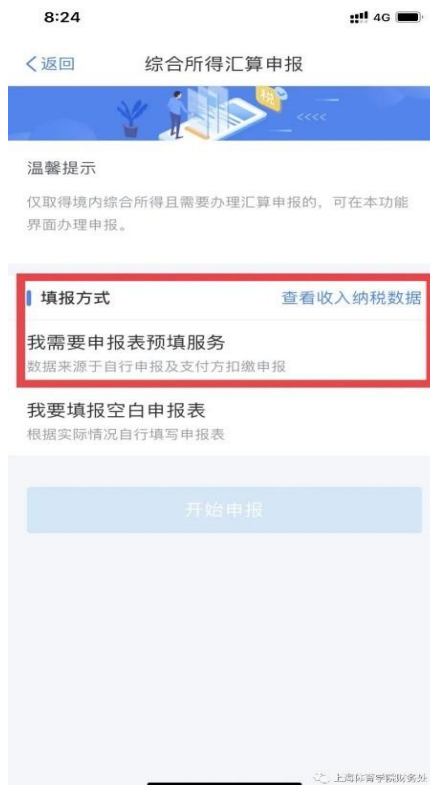 8:24
4G
返回
综合所得汇算申报
税
<<<<
温馨提示
仅取得境内综合所得且需要办理汇算申报的，可在本功能
界面办理申报。
填报方式
查看收入纳税数据
我需要申报表预填服务
数据来源于自行申报及支付方扣缴申报
我要填报空白申报表
根据实际情况自行填写申报表
开始申报
上海体育学院财务处